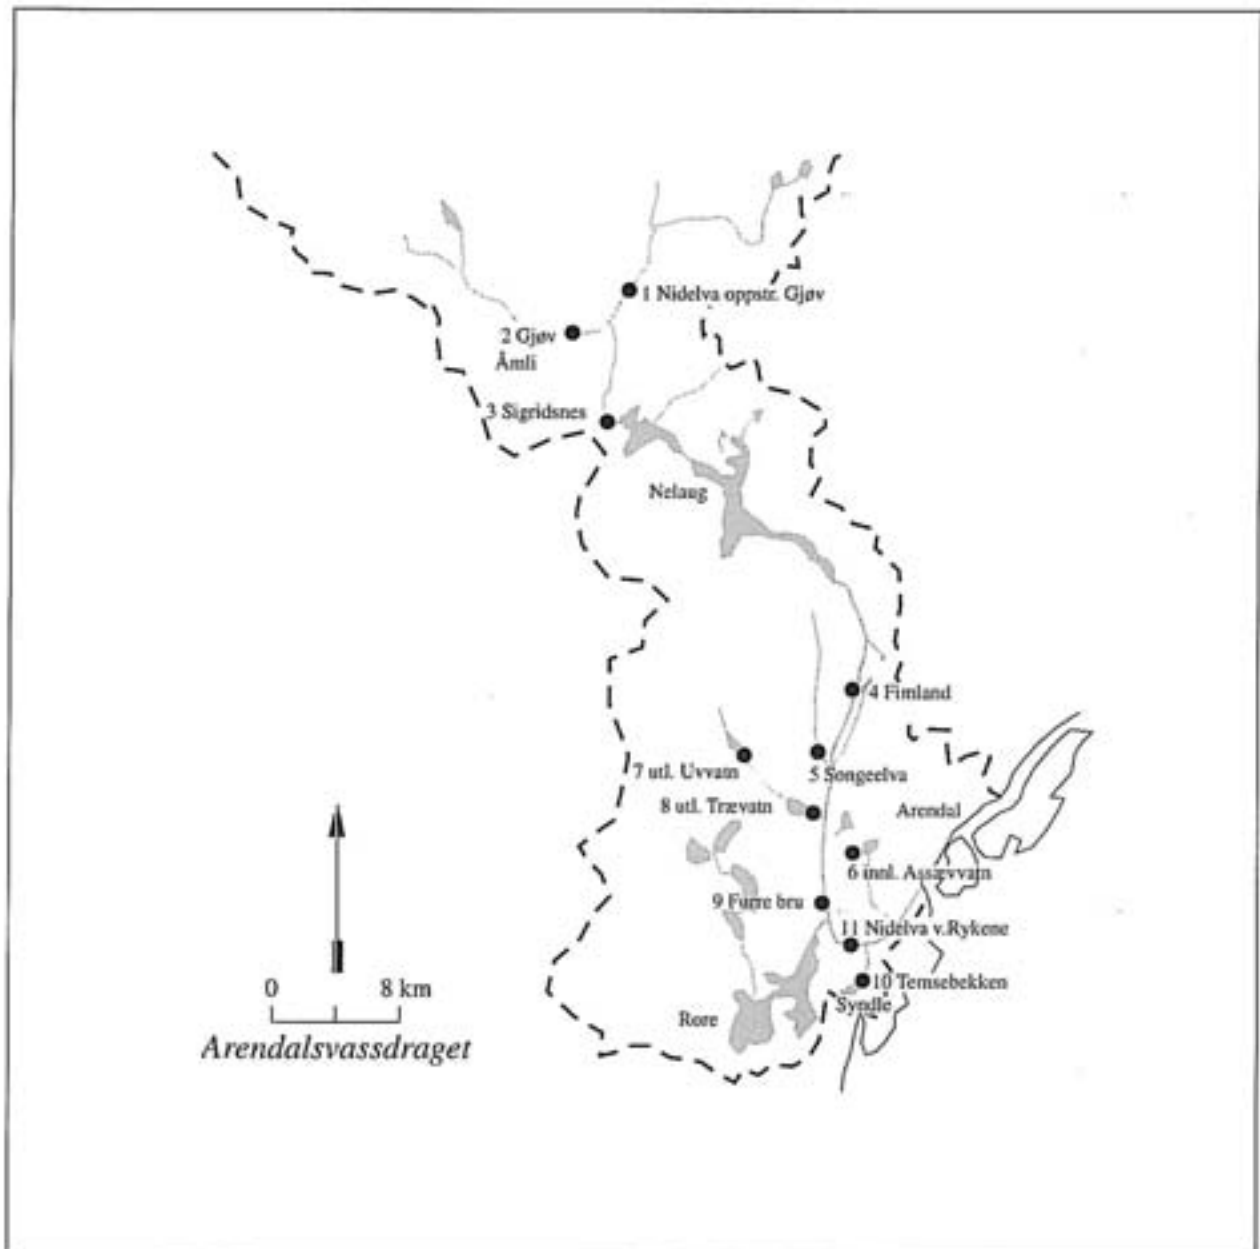 1 Nidelva oppstr. Gjøv
2 Gjøv
Åmli
3 Sigridsnes
Nelaug
4 Fimland
7 utl. Uvvatn
5 Songeelva
8 utl. Trævatn
Arendal
6 innl. Assævvatn
9 Furre bru
11 Nidelva v.Rykene
10 Temsebekken
Syndle
Rore
0 8 km
Arendalsvassdraget